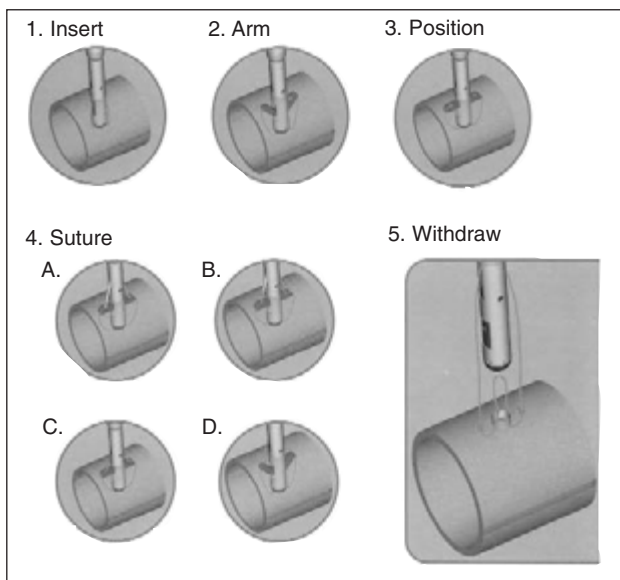 1. Insert
2. Arm
3. Position
4. Suture
5. Withdraw
A.
B.
C.
D.